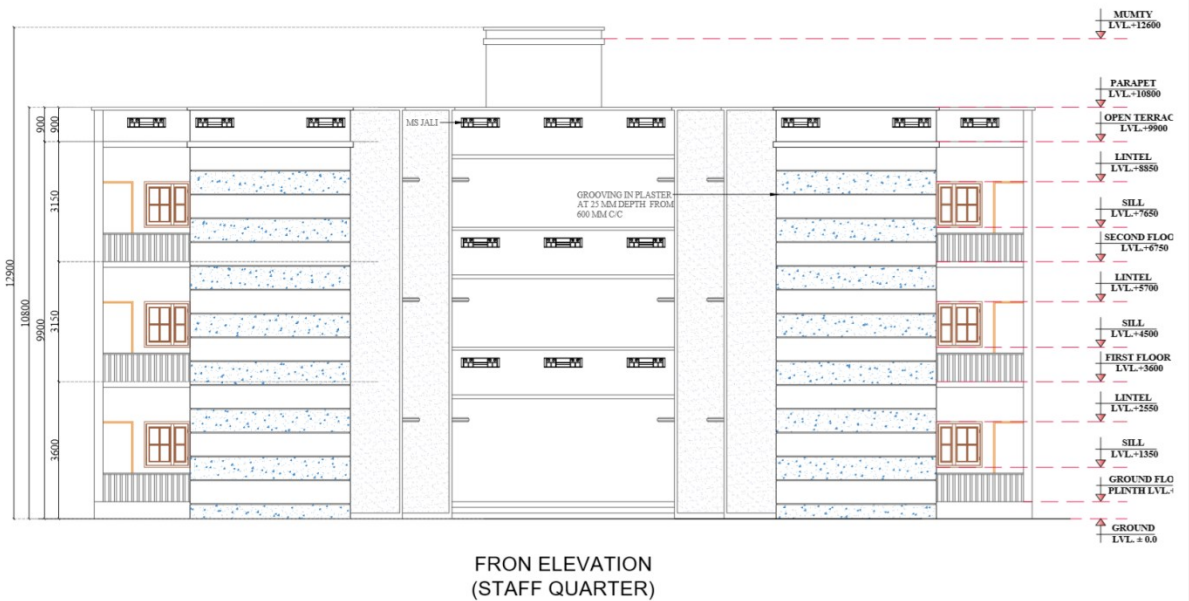 MUMTY
LVL.+12600
PARAPET
LVL.+10800
OPEN TERRAC
LVL.+9900
LINTEL
LVL.+8850
SILL
LVL.+7650
SECOND FLOC
LVL.+6750
LINTEL
LVL.+5700
SILL
LVL.+4500
FIRST FLOOR
LVL.+3600
LINTEL
LVL.+2550
SILL
LVL.+1350
GROUND FLO
PLINTH LVL.+
GROUND
LVL. ± 0.0
12900
10800
9900
900
900
3150
3150
3600
MS JALI
GROOVING IN PLASTER
AT 25 MM DEPTH FROM
600 MM C/C
FRON ELEVATION
(STAFF QUARTER)